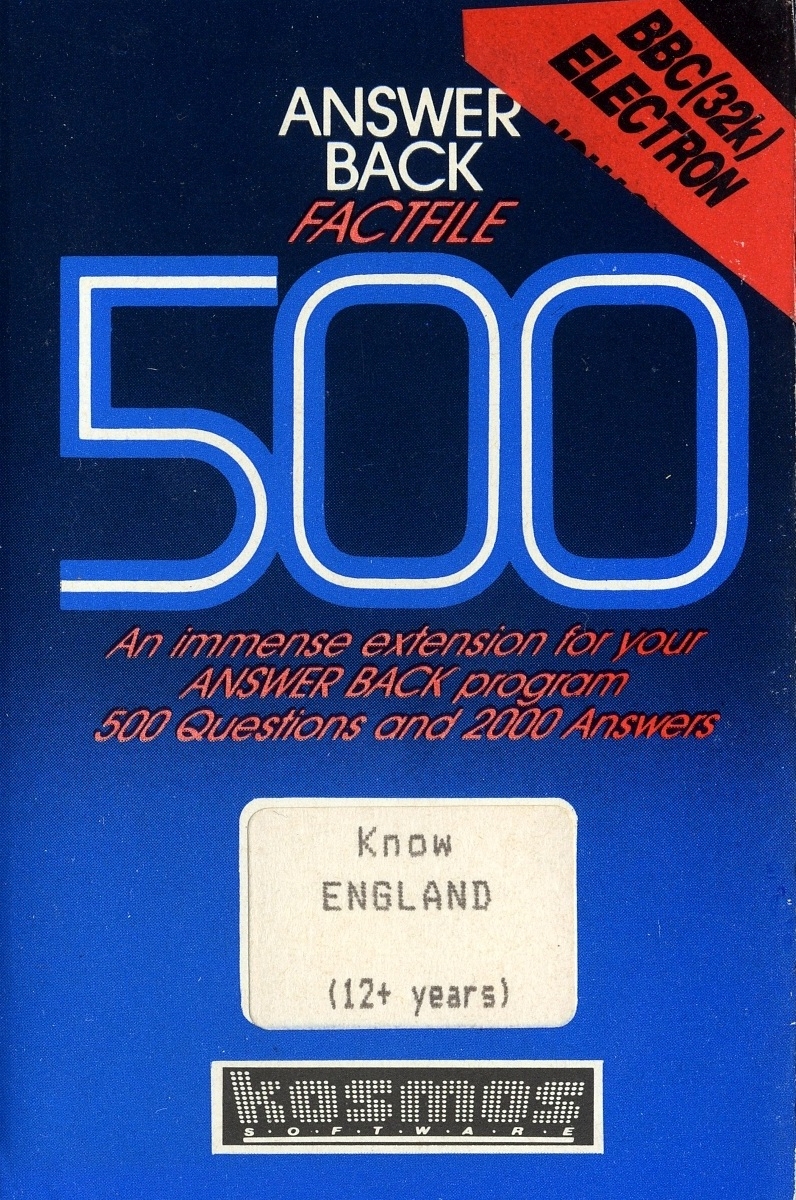 BBC(32k)
ELECTRON
ANSWER
BACK
FACTFILE
500
An immense extension for your
ANSWER BACK program
500 Questions and 2000 Answers
Know
ENGLAND
(12+ years)
kosmos
S·O·F·T·W·A·R·E